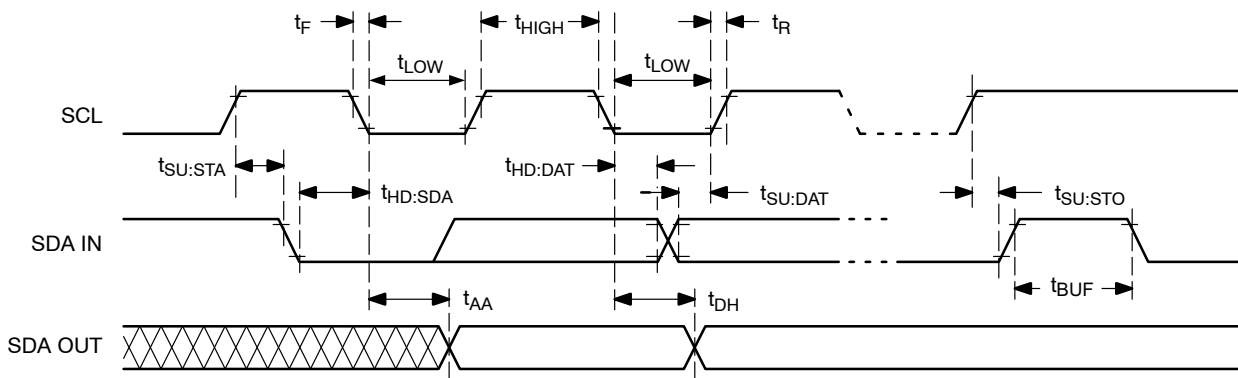 tF
tHIGH
tR
tLOW
tLOW
SCL
tSU:STA
tHD:SDA
tHD:DAT
tSU:DAT
tSU:STO
SDA IN
tBUF
tAA
tDH
SDA OUT